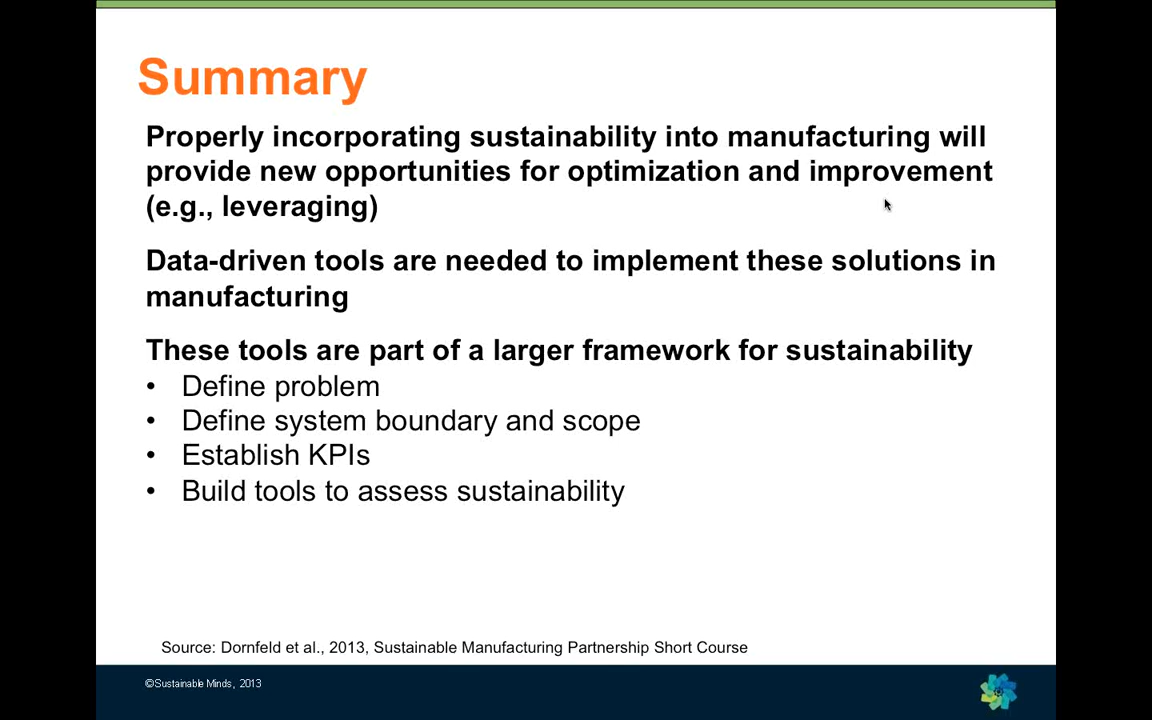 Summary
Properly incorporating sustainability into manufacturing will
provide new opportunities for optimization and improvement
(e.g., leveraging)
Data-driven tools are needed to implement these solutions in
manufacturing
These tools are part of a larger framework for sustainability
• Define problem
• Define system boundary and scope
• Establish KPIs
• Build tools to assess sustainability
Source: Dornfeld et al., 2013, Sustainable Manufacturing Partnership Short Course
©Sustainable Minds, 2013